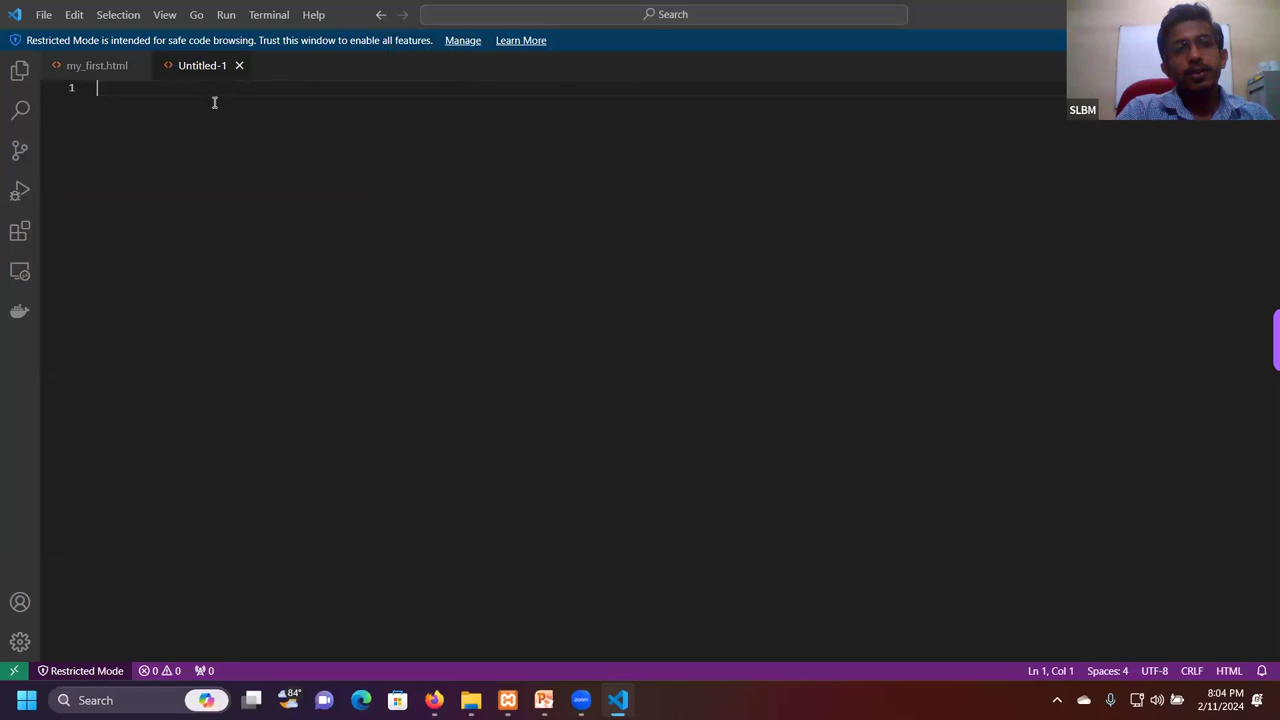 File Edit Selection View Go Run Terminal Help Search
Restricted Mode is intended for safe code browsing. Trust this window to enable all features. Manage Learn More
my_first.html Untitled-1
1
SLBM
Restricted Mode 0 0 0 Ln 1, Col 1 Spaces: 4 UTF-8 CRLF HTML
Search 84° zoom 8:04 PM
2/11/2024